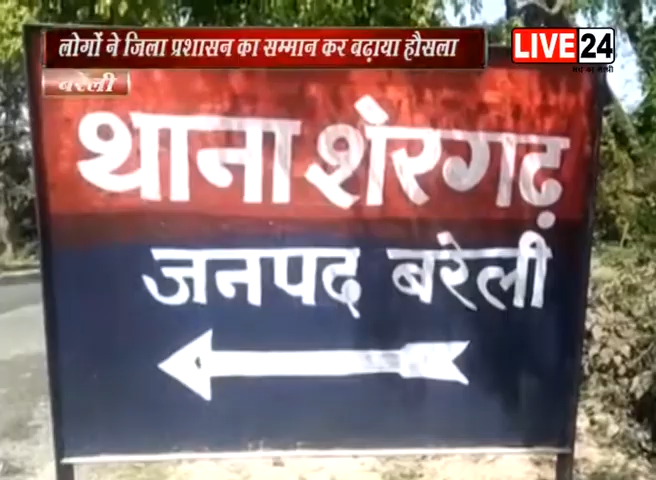 लोगों ने जिला प्रशासन का सम्मान कर बढ़ाया हौसला
LIVE24
बरेली
थाना शेरगढ़
जनपद बरेली